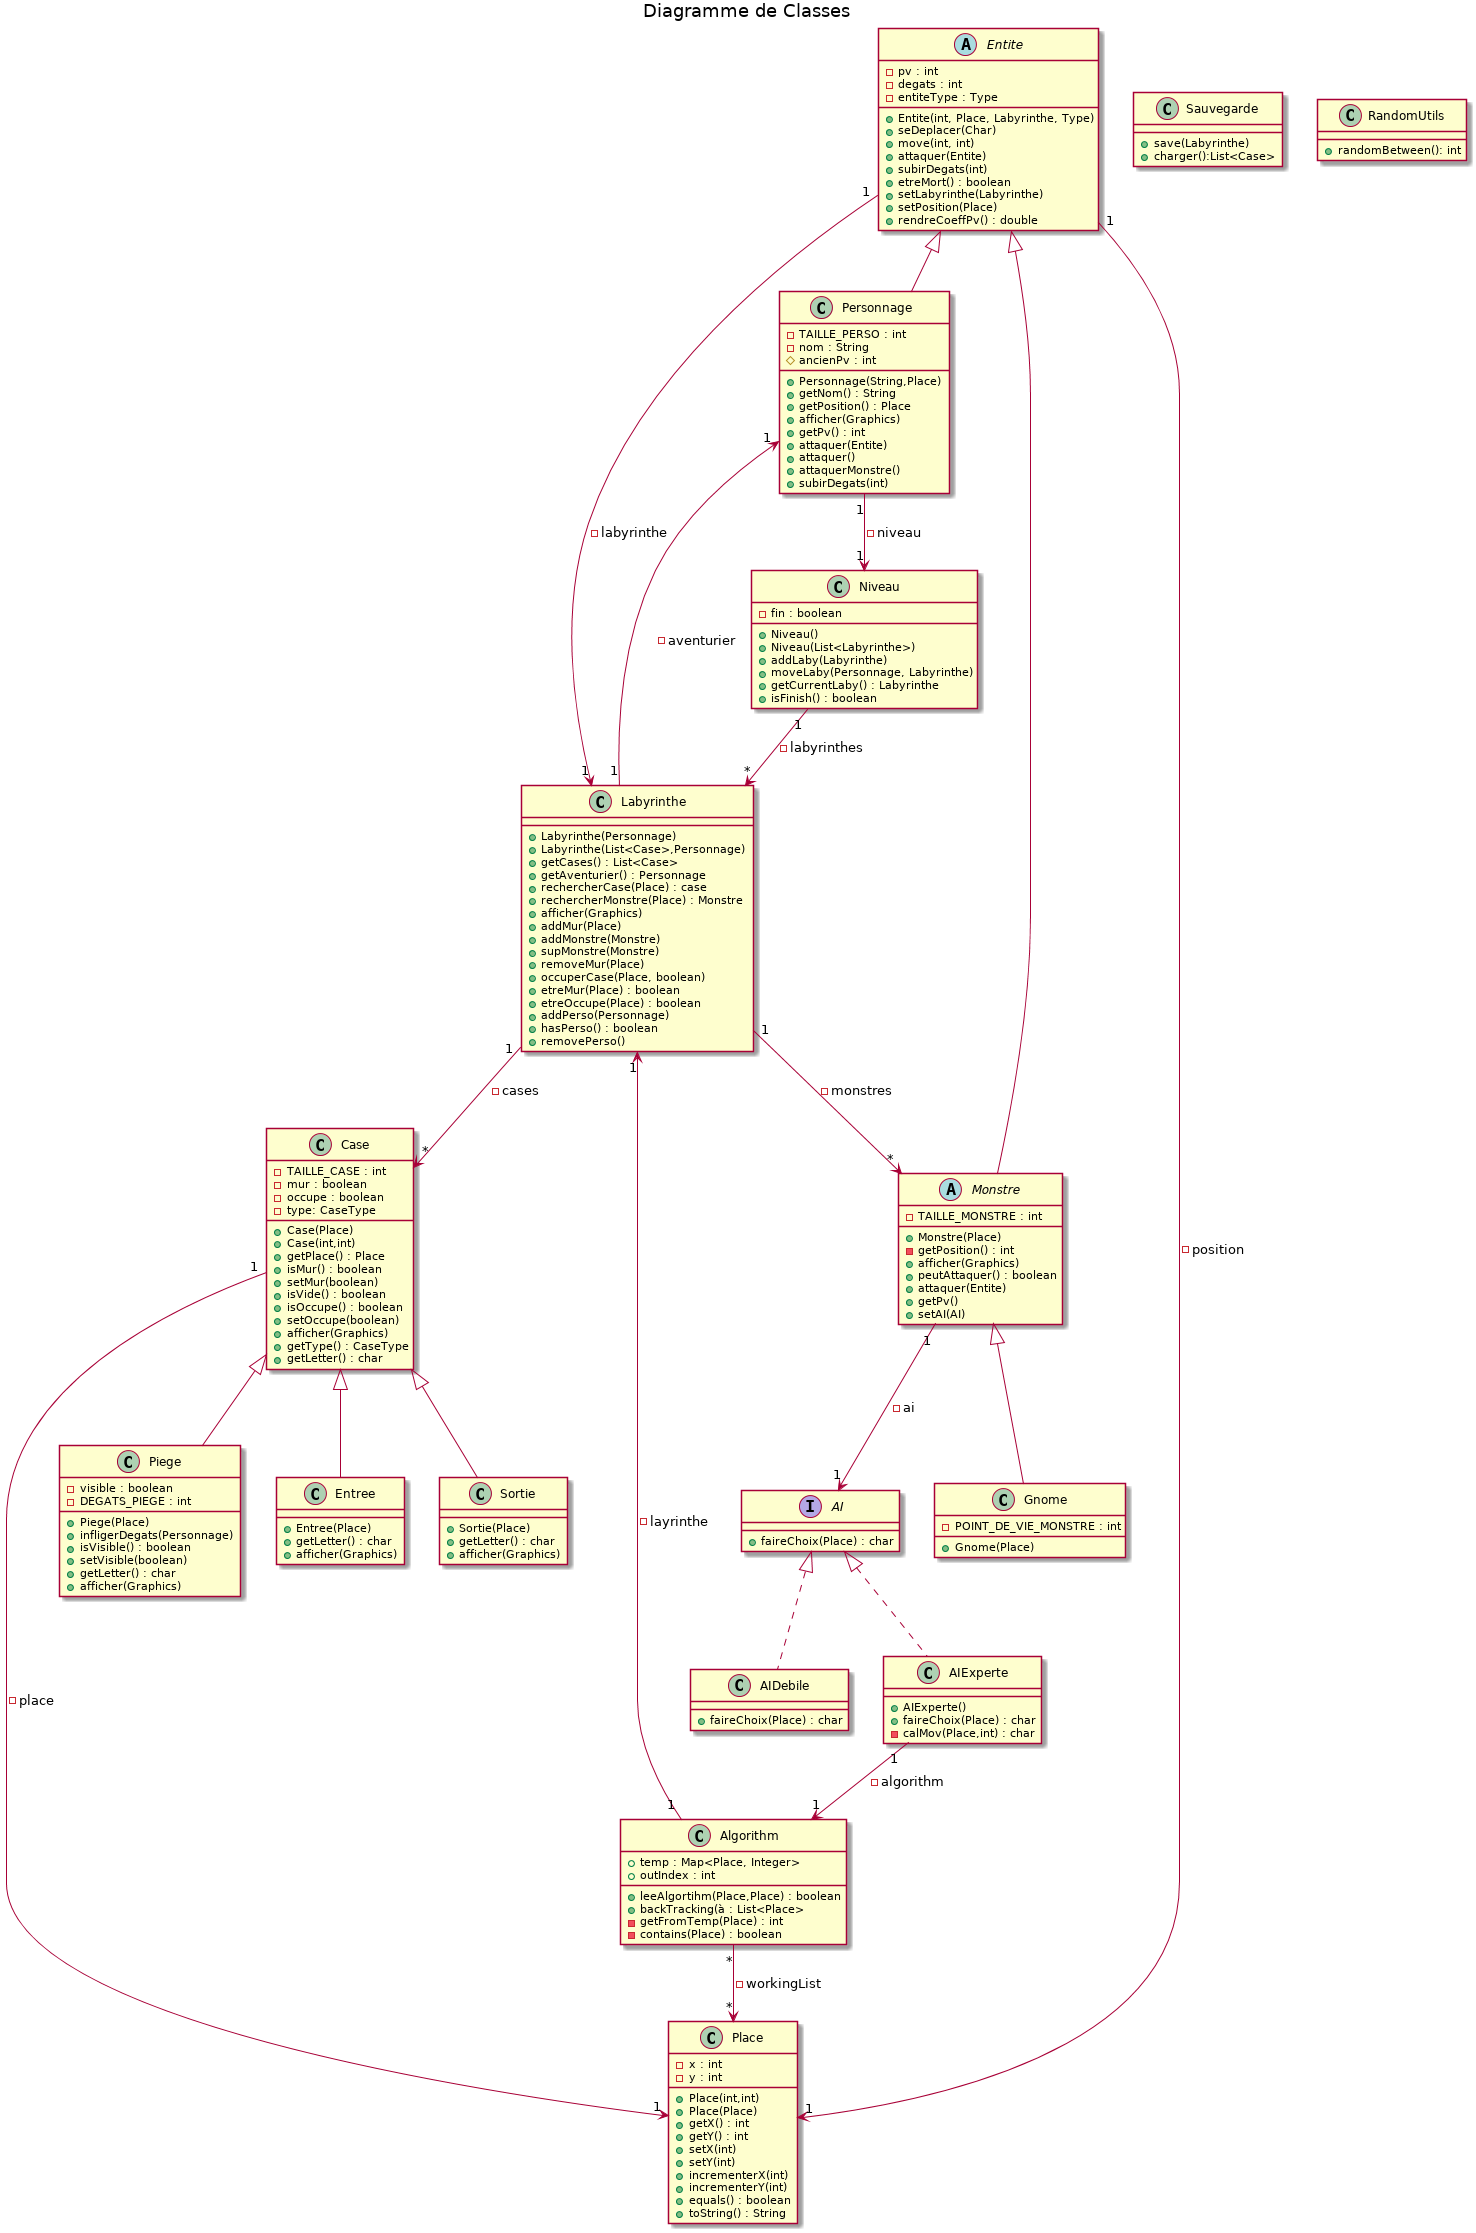 Diagramme de Classes
A Entite
pv : int
degats : int
entiteType : Type
Entite(int, Place, Labyrinthe, Type)
seDeplacer(Char)
move(int, int)
attaquer(Entite)
subirDegats(int)
etreMort() : boolean
setLabyrinthe(Labyrinthe)
setPosition(Place)
rendreCoeffPv() : double
C Sauvegarde
save(Labyrinthe)
charger():List<Case>
C RandomUtils
randomBetween(): int
1
1
C Personnage
TAILLE_PERSO : int
nom : String
ancienPv : int
Personnage(String,Place)
getNom() : String
getPosition() : Place
afficher(Graphics)
getPv() : int
attaquer(Entite)
attaquer()
attaquerMonstre()
subirDegats(int)
1
1
labyrinthe
niveau
1
C Niveau
fin : boolean
Niveau()
Niveau(List<Labyrinthe>)
addLaby(Labyrinthe)
moveLaby(Personnage, Labyrinthe)
getCurrentLaby() : Labyrinthe
isFinish() : boolean
aventurier
1
labyrinthes
1
1
*
C Labyrinthe
Labyrinthe(Personnage)
Labyrinthe(List<Case>,Personnage)
getCases() : List<Case>
getAventurier() : Personnage
rechercherCase(Place) : case
rechercherMonstre(Place) : Monstre
afficher(Graphics)
addMur(Place)
addMonstre(Monstre)
supMonstre(Monstre)
removeMur(Place)
occuperCase(Place, boolean)
etreMur(Place) : boolean
etreOccupe(Place) : boolean
addPerso(Personnage)
hasPerso() : boolean
removePerso()
1
1
1
cases
monstres
*
*
C Case
TAILLE_CASE : int
mur : boolean
occupe : boolean
type: CaseType
Case(Place)
Case(int,int)
getPlace() : Place
isMur() : boolean
setMur(boolean)
isVide() : boolean
isOccupe() : boolean
setOccupe(boolean)
afficher(Graphics)
getType() : CaseType
getLetter() : char
A Monstre
TAILLE_MONSTRE : int
Monstre(Place)
getPosition() : int
afficher(Graphics)
peutAttaquer() : boolean
attaquer(Entite)
getPv()
setAI(AI)
position
1
1
ai
1
C Piege
visible : boolean
DEGATS_PIEGE : int
Piege(Place)
infligerDegats(Personnage)
isVisible() : boolean
setVisible(boolean)
getLetter() : char
afficher(Graphics)
C Entree
Entree(Place)
getLetter() : char
afficher(Graphics)
C Sortie
Sortie(Place)
getLetter() : char
afficher(Graphics)
layrinthe
I AI
faireChoix(Place) : char
C Gnome
POINT_DE_VIE_MONSTRE : int
Gnome(Place)
place
C AIDebile
faireChoix(Place) : char
C AIExperte
AIExperte()
faireChoix(Place) : char
calMov(Place,int) : char
1
algorithm
1
1
C Algorithm
temp : Map<Place, Integer>
outIndex : int
leeAlgortihm(Place,Place) : boolean
backTracking(à : List<Place>
getFromTemp(Place) : int
contains(Place) : boolean
*
workingList
*
C Place
x : int
y : int
Place(int,int)
Place(Place)
getX() : int
getY() : int
setX(int)
setY(int)
incrementerX(int)
incrementerY(int)
equals() : boolean
toString() : String
1
1